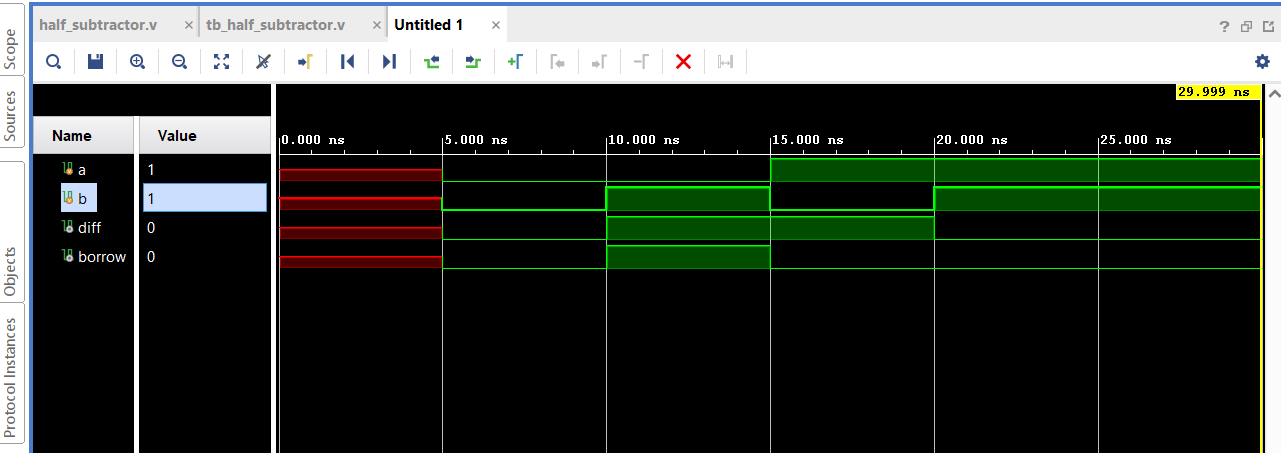 half_subtractor.v × tb_half_subtractor.v × Untitled 1 ×
?
Scope
Sources
Objects
Protocol Instances
29.999 ns
Name Value
0.000 ns 5.000 ns 10.000 ns 15.000 ns 20.000 ns 25.000 ns
a 1
b 1
diff 0
borrow 0